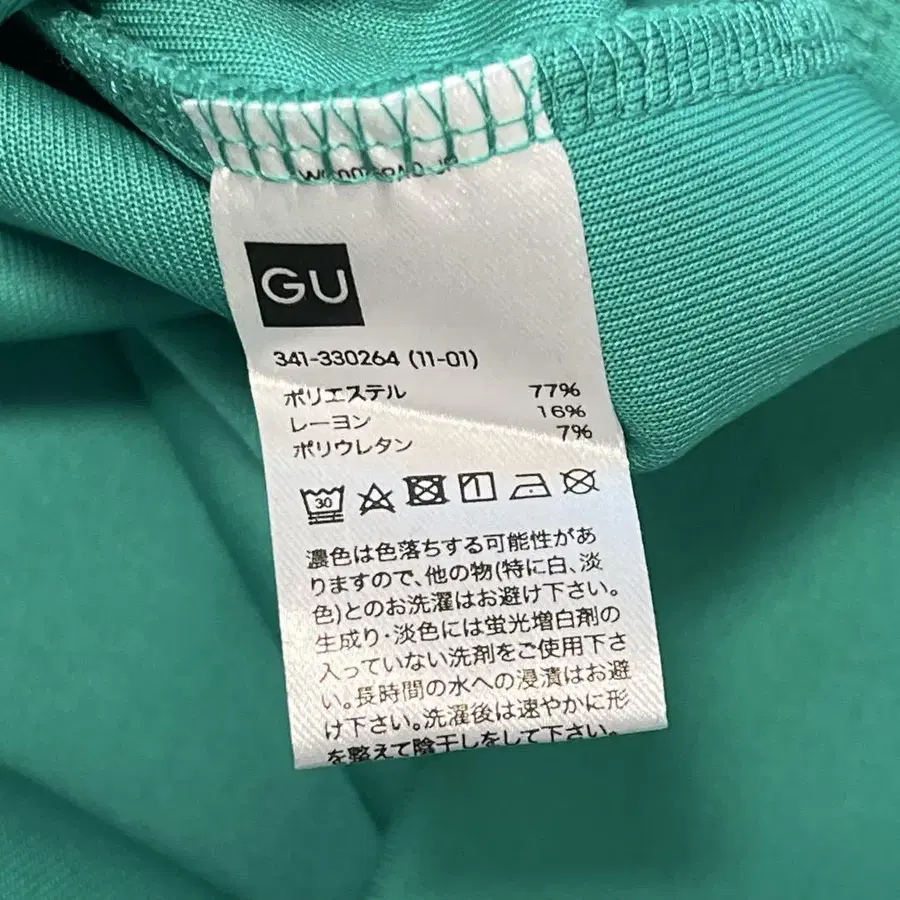 GU
341-330264 (11-01)
ポリエステル 77%
レーヨン 16%
ポリウレタン 7%
30
濃色は色落ちする可能性があ
りますので、他の物(特に白、淡
色)とのお洗濯はお避け下さい。
生成り・淡色には蛍光増白剤の
入っていない洗剤をご使用下さ
い。長時間の水への浸漬はお避
け下さい。洗濯後は速やかに形
を整えて陰干しをして下さい。